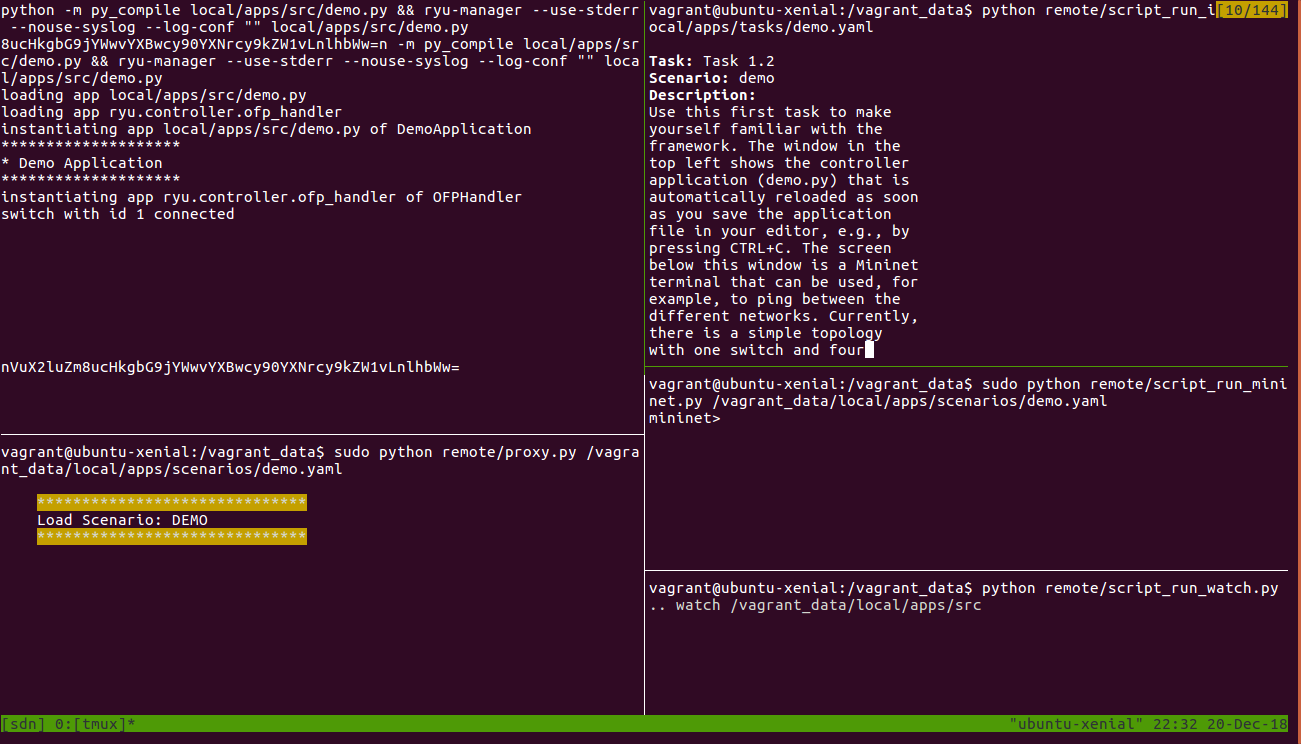 python -m py_compile local/apps/src/demo.py && ryu-manager --use-stderr
--nouse-syslog --log-conf "" local/apps/src/demo.py
8ucHkgbG9jYWwvYXBwcy90YXNrcy9kZW1vLnlhbWw=n -m py_compile local/apps/sr
c/demo.py && ryu-manager --use-stderr --nouse-syslog --log-conf "" loca
l/apps/src/demo.py
loading app local/apps/src/demo.py
loading app ryu.controller.ofp_handler
instantiating app local/apps/src/demo.py of DemoApplication
********************
* Demo Application
********************
instantiating app ryu.controller.ofp_handler of OFPHandler
switch with id 1 connected
nVuX2luZm8ucHkgbG9jYWwvYXBwcy90YXNrcy9kZW1vLnlhbWw=
vagrant@ubuntu-xenial:/vagrant_data$ sudo python remote/proxy.py /vagra
nt_data/local/apps/scenarios/demo.yaml
******************************
Load Scenario: DEMO
******************************
vagrant@ubuntu-xenial:/vagrant_data$ python remote/script_run_i[10/144]
ocal/apps/tasks/demo.yaml
Task: Task 1.2
Scenario: demo
Description:
Use this first task to make
yourself familiar with the
framework. The window in the
top left shows the controller
application (demo.py) that is
automatically reloaded as soon
as you save the application
file in your editor, e.g., by
pressing CTRL+C. The screen
below this window is a Mininet
terminal that can be used, for
example, to ping between the
different networks. Currently,
there is a simple topology
with one switch and four
vagrant@ubuntu-xenial:/vagrant_data$ sudo python remote/script_run_mini
net.py /vagrant_data/local/apps/scenarios/demo.yaml
mininet>
vagrant@ubuntu-xenial:/vagrant_data$ python remote/script_run_watch.py
.. watch /vagrant_data/local/apps/src
[sdn] 0:[tmux]* "ubuntu-xenial" 22:32 20-Dec-18